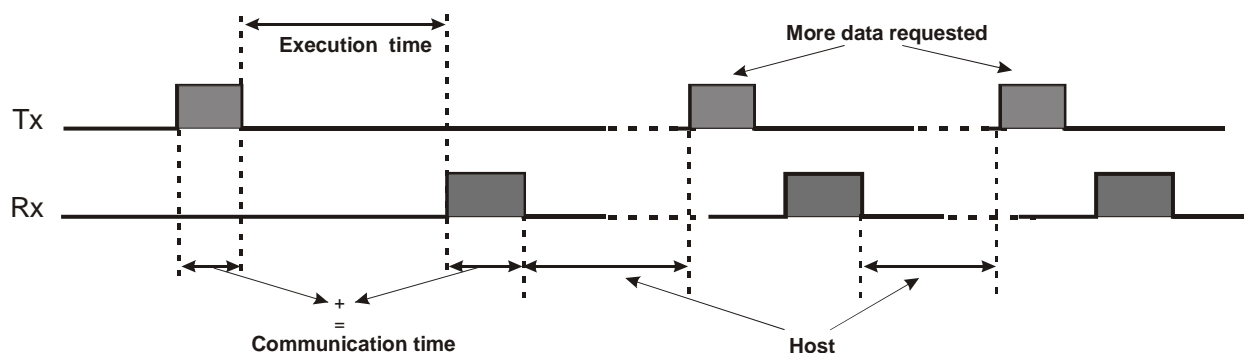 More data requested
Execution time
Tx
Rx
+
=
Communication time
Host